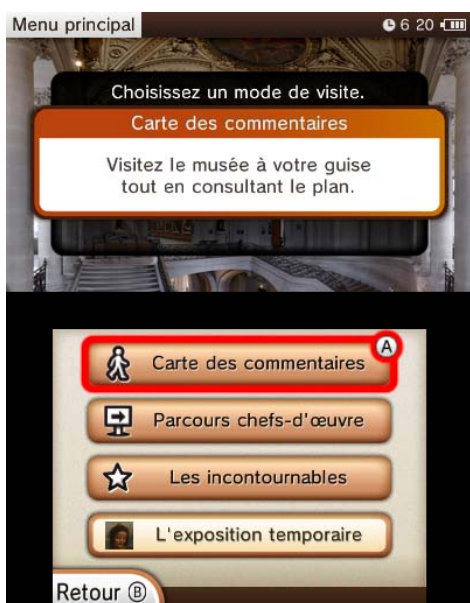 Menu principal
6 20
Choisissez un mode de visite.
Carte des commentaires
Visitez le musée à votre guise
tout en consultant le plan.
A
Carte des commentaires
Parcours chefs-d'œuvre
Les incontournables
L'exposition temporaire
Retour B